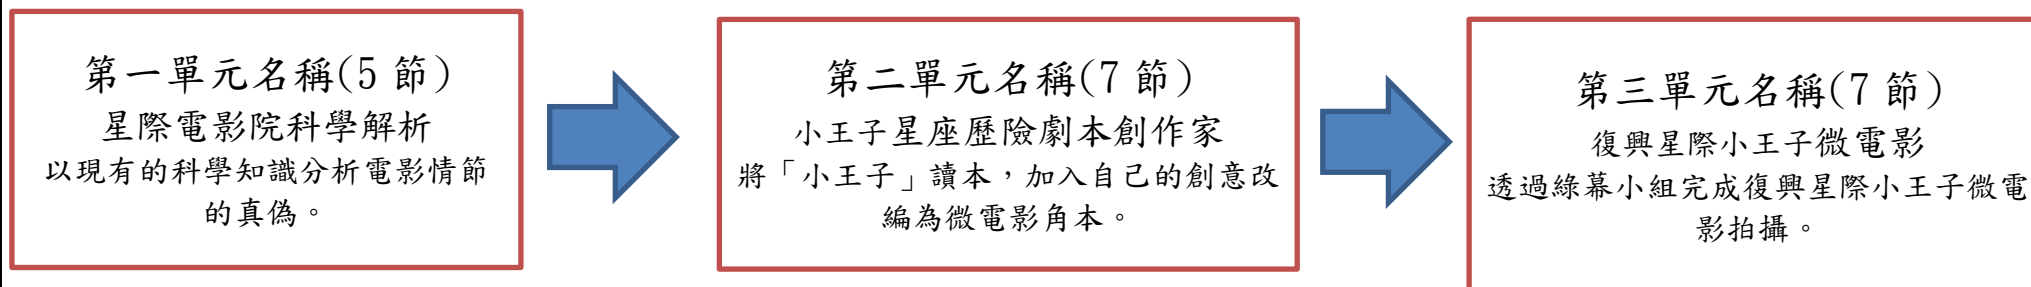 第一單元名稱(5 節)
星際電影院科學解析
以現有的科學知識分析電影情節
的真偽。
第二單元名稱(7 節)
小王子星座歷險劇本創作家
將「小王子」讀本，加入自己的創意改
編為微電影角本。
第三單元名稱(7 節)
復興星際小王子微電影
透過綠幕小組完成復興星際小王子微電
影拍攝。